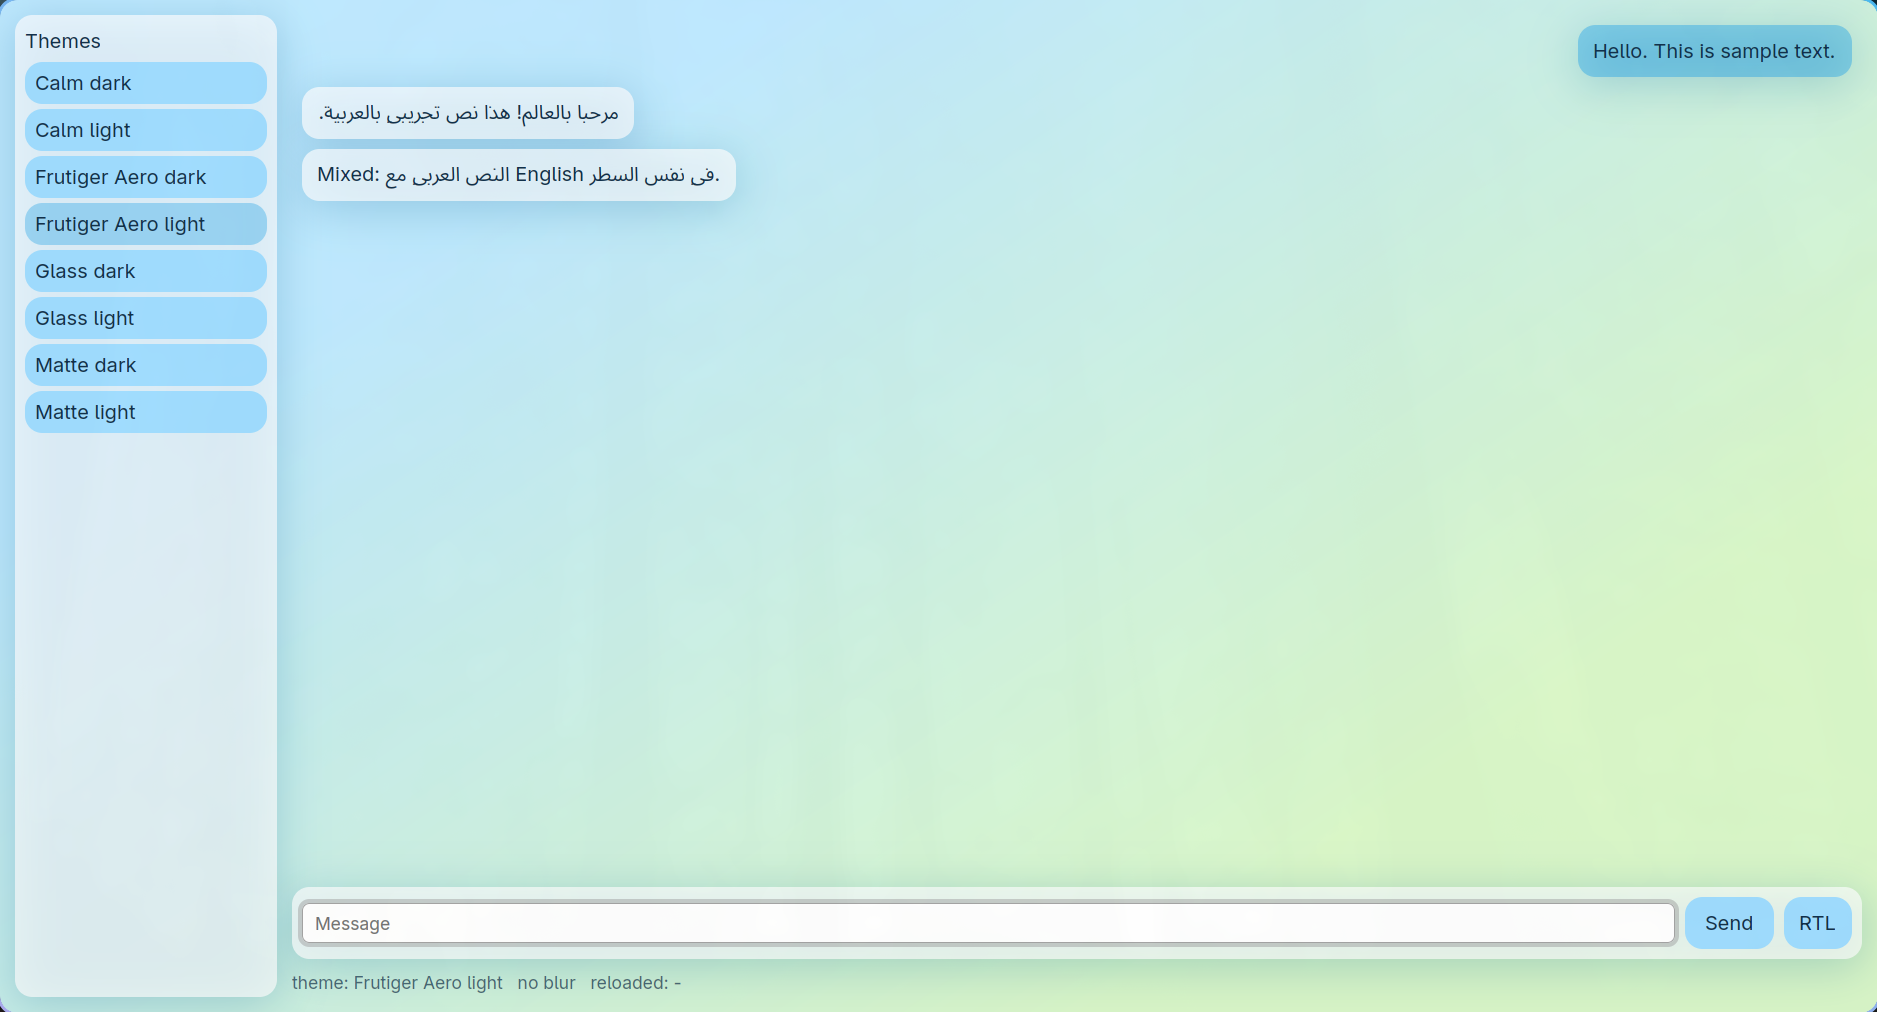 Themes
Calm dark
Calm light
Frutiger Aero dark
Frutiger Aero light
Glass dark
Glass light
Matte dark
Matte light
Hello. This is sample text.
مرحبا بالعالم! هذا نص تجريبي بالعربية.
Mixed: النص العربي مع English في نفس السطر.
Message
Send
RTL
theme: Frutiger Aero light no blur reloaded: -